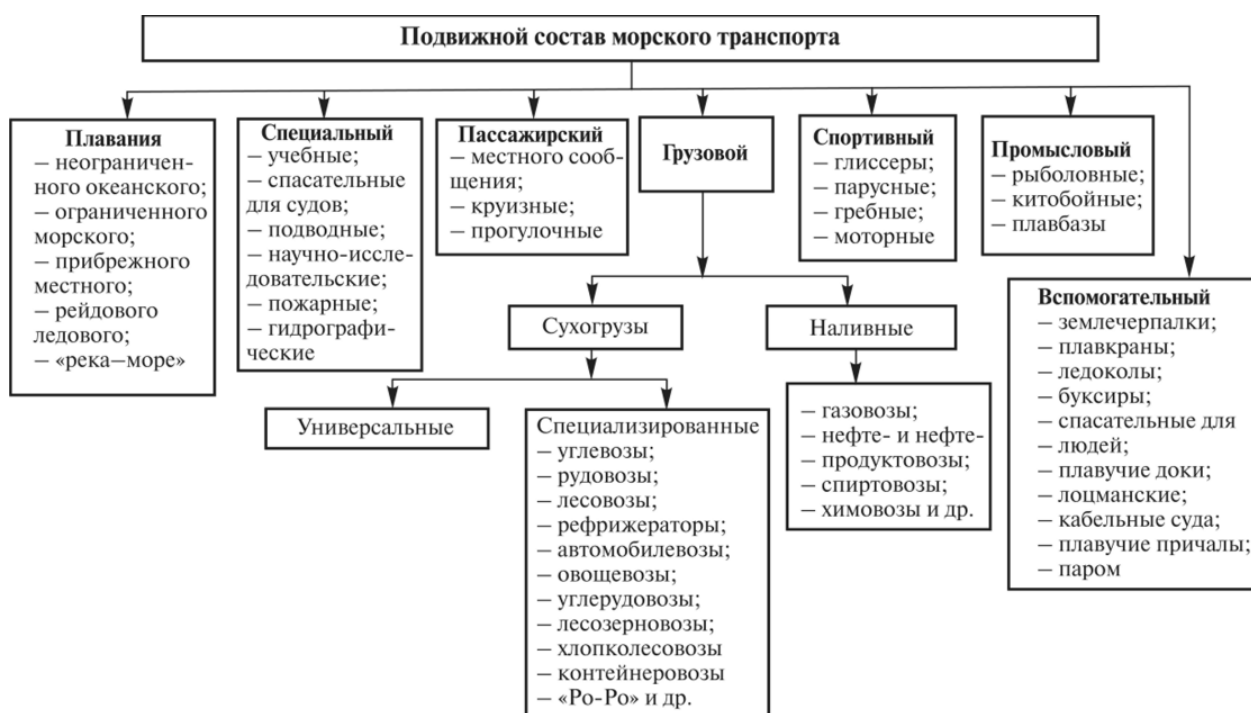 Подвижной состав морского транспорта
Плавания
– неограничен-
ного океанского;
– ограниченного
морского;
– прибрежного
местного;
– рейдового
ледового;
– «река–море»
Специальный
– учебные;
– спасательные
для судов;
– подводные;
– научно-иссле-
довательские;
– пожарные;
– гидрографи-
ческие
Пассажирский
– местного сооб-
щения;
– круизные;
– прогулочные
Грузовой
Спортивный
– глиссеры;
– парусные;
– гребные;
– моторные
Промысловый
– рыболовные;
– китобойные;
– плавбазы
Сухогрузы
Наливные
Вспомогательный
– землечерпалки;
– плавкраны;
– ледоколы;
– буксиры;
– спасательные для
– людей;
– плавучие доки;
– лоцманские;
– кабельные суда;
– плавучие причалы;
– паром
Универсальные
Специализированные
– углевозы;
– рудовозы;
– лесовозы;
– рефрижераторы;
– автомобилевозы;
– овощевозы;
– углерудовозы;
– лесозерновозы;
– хлопколесовозы
– контейнеровозы
– «Ро-Ро» и др.
– газовозы;
– нефте- и нефте-
– продуктовозы;
– спиртовозы;
– химовозы и др.